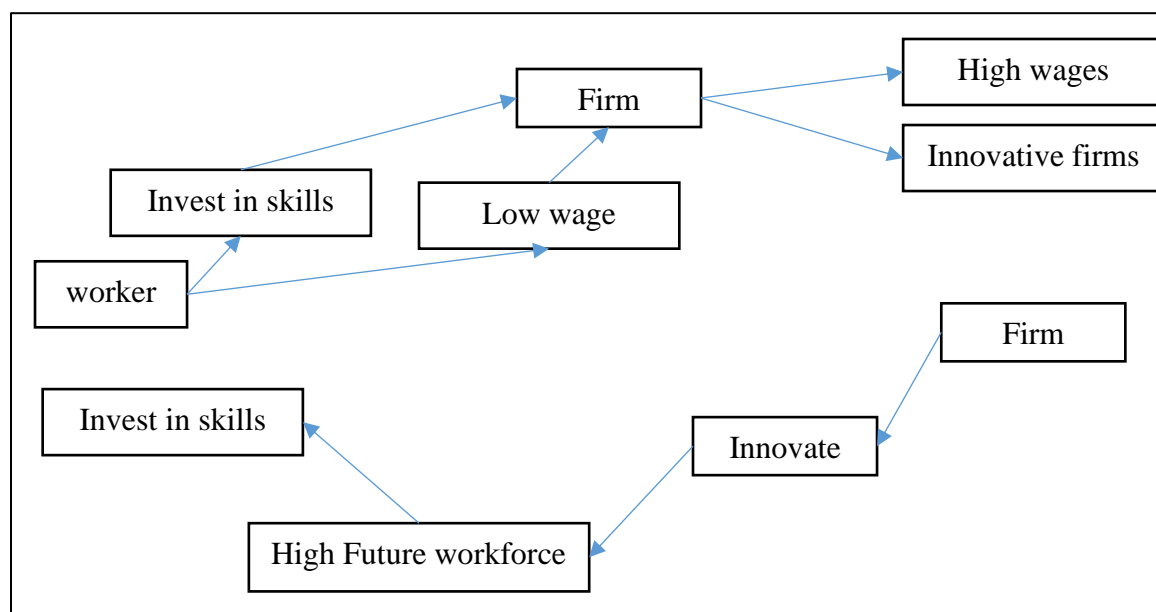 High wages
Firm
Innovative firms
Invest in skills
Low wage
worker
Firm
Invest in skills
Innovate
High Future workforce